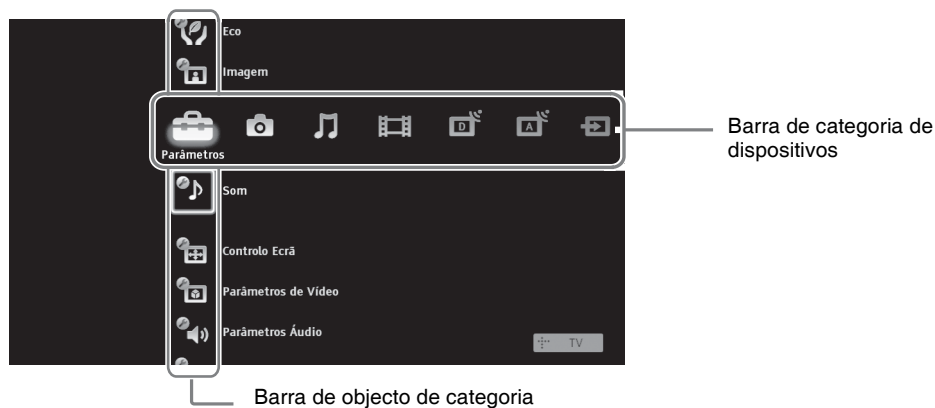 Eco
Imagem
Parâmetros
Barra de categoria de
dispositivos
Som
Controlo Ecrã
Parâmetros de Vídeo
Parâmetros Áudio
TV
Barra de objecto de categoria
D
A